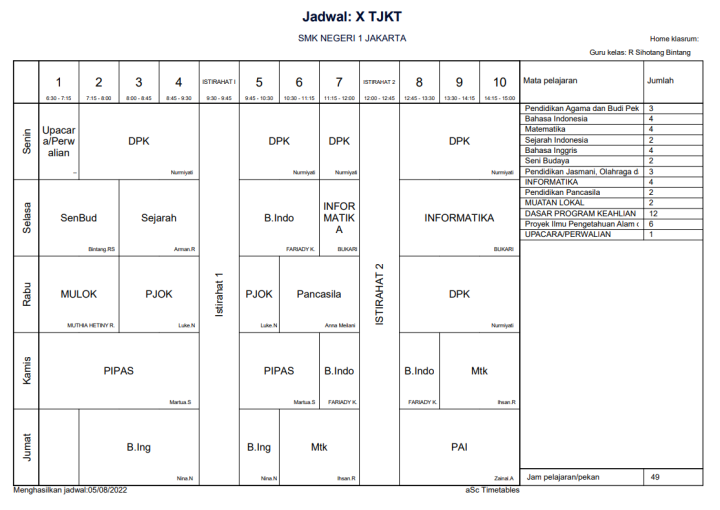 Jadwal: X TJKT
SMK NEGERI 1 JAKARTA
Home klasrum:
Guru kelas: R Sihotang Bintang
1 2 3 4 ISTIRAHAT I 5 6 7 ISTIRAHAT 2 8 9 10 Mata pelajaran Jumlah
6:30 - 7:15 7:15 - 8:00 8:00 - 8:45 8:45 - 9:30 9:30 - 9:45 9:45 - 10:30 10:30 - 11:15 11:15 - 12:00 12:00 - 12:45 12:45 - 13:30 13:30 - 14:15 14:15 - 15:00
Senin
Upacar
a/Perw
alian
--
DPK
Nurmiyati
DPK
Nurmiyati
DPK
Nurmiyati
DPK
Nurmiyati
Selasa
SenBud
Bintang RS
Sejarah
Arman.R
B.Indo
FARIADY K.
INFOR
MATIK
A
BUKARI
INFORMATIKA
BUKARI
Istirahat 1
ISTIRAHAT 2
Rabu
MULOK
MUTHIA HETINY R.
PJOK
Luke.N
PJOK
Luke.N
Pancasila
Anna Meilani
DPK
Nurmiyati
Kamis
PIPAS
Martua.S
PIPAS
Martua.S
B.Indo
FARIADY K.
B.Indo
FARIADY K.
Mtk
Ihsan.R
Jumat
B.Ing
Nina.N
B.Ing
Nina.N
Mtk
Ihsan.R
PAI
Zainal.A
Pendidikan Agama dan Budi Pek 3
Bahasa Indonesia 4
Matematika 4
Sejarah Indonesia 2
Bahasa Inggris 4
Seni Budaya 2
Pendidikan Jasmani, Olahraga d 3
INFORMATIKA 4
Pendidikan Pancasila 2
MUATAN LOKAL 2
DASAR PROGRAM KEAHLIAN 12
Proyek Ilmu Pengetahuan Alam 6
UPACARA/PERWALIAN 1
Jam pelajaran/pekan 49
Menghasilkan jadwal:05/08/2022
aSc Timetables